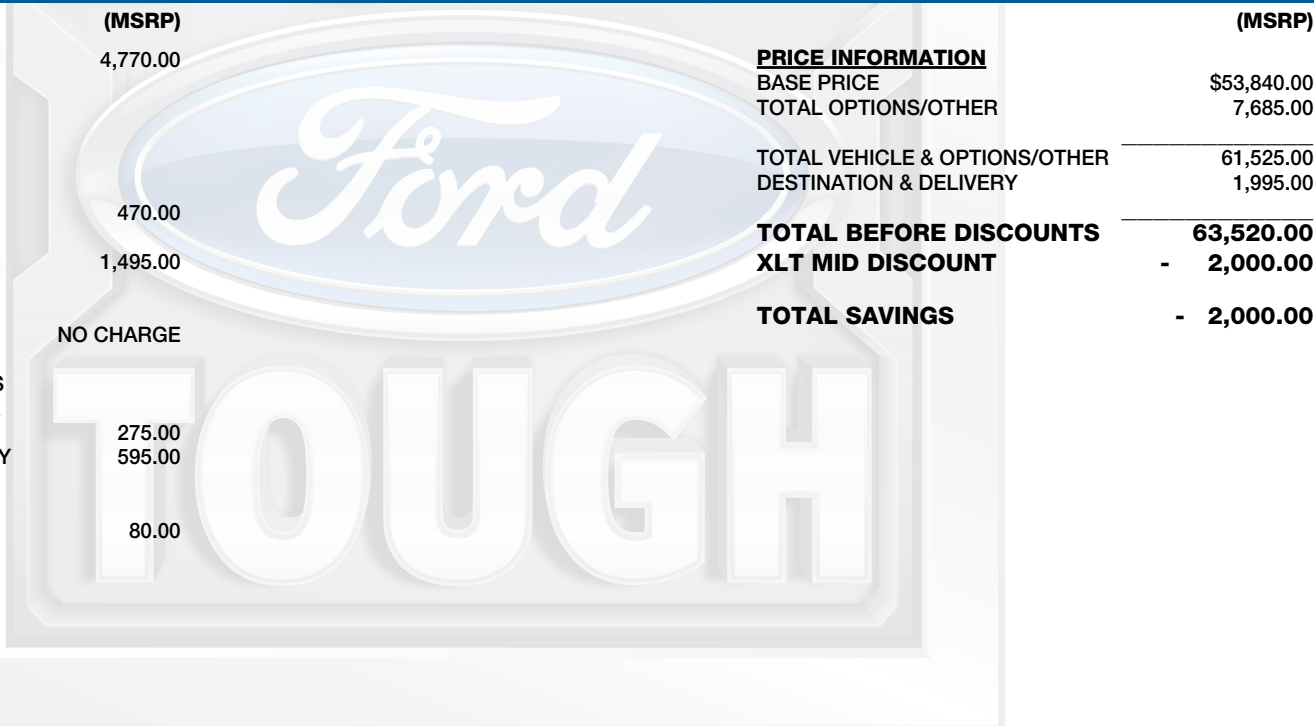 (MSRP)
4,770.00
470.00
1,495.00
NO CHARGE
S
275.00
Y 595.00
80.00
Ford
TOUGH
(MSRP)
PRICE INFORMATION
BASE PRICE $53,840.00
TOTAL OPTIONS/OTHER 7,685.00
TOTAL VEHICLE & OPTIONS/OTHER 61,525.00
DESTINATION & DELIVERY 1,995.00
TOTAL BEFORE DISCOUNTS 63,520.00
XLT MID DISCOUNT - 2,000.00
TOTAL SAVINGS - 2,000.00